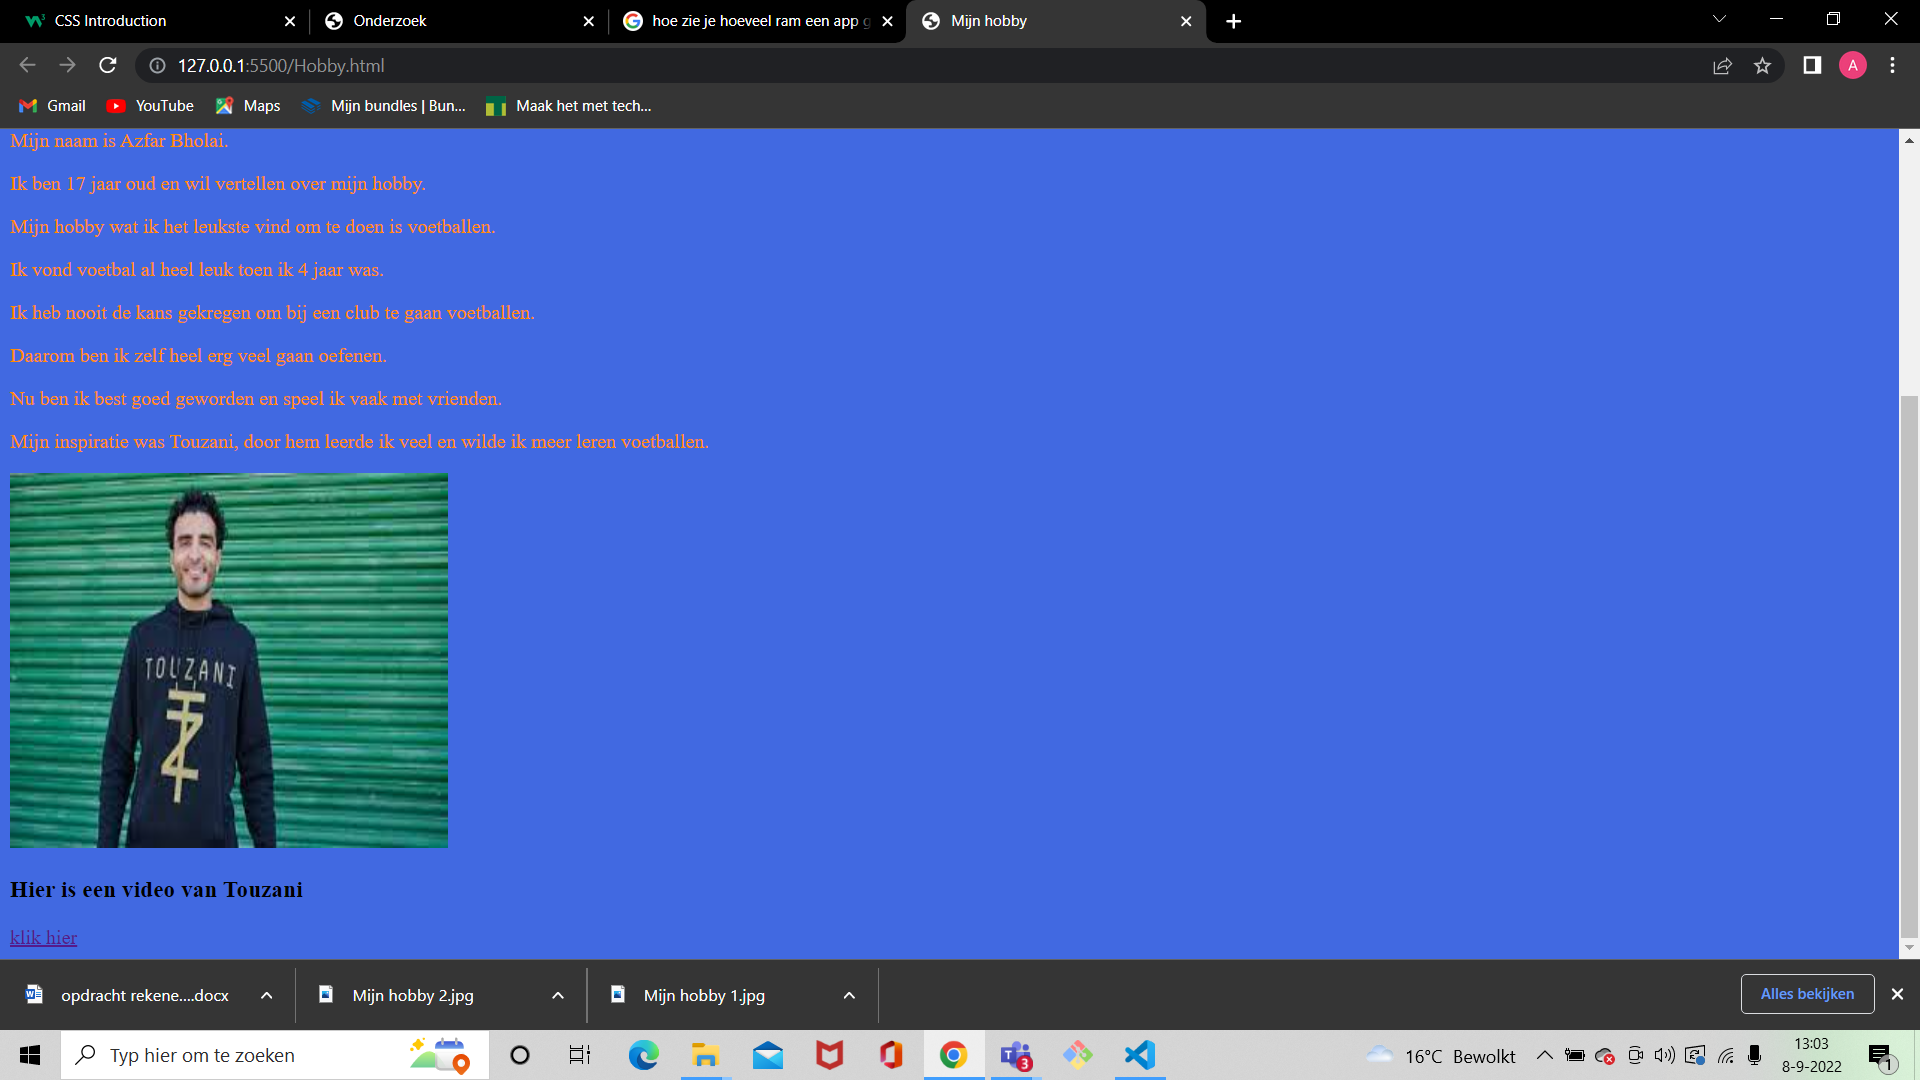 CSS Introduction
Onderzoek
hoe zie je hoeveel ram een app g
Mijn hobby
127.0.0.1:5500/Hobby.html
A
Gmail
YouTube
Maps
Mijn bundles | Bun...
Maak het met tech...
Mijn naam is Azfar Bholai.
Ik ben 17 jaar oud en wil vertellen over mijn hobby.
Mijn hobby wat ik het leukste vind om te doen is voetballen.
Ik vond voetbal al heel leuk toen ik 4 jaar was.
Ik heb nooit de kans gekregen om bij een club te gaan voetballen.
Daarom ben ik zelf heel erg veel gaan oefenen.
Nu ben ik best goed geworden en speel ik vaak met vrienden.
Mijn inspiratie was Touzani, door hem leerde ik veel en wilde ik meer leren voetballen.
TOUZANI
Hier is een video van Touzani
klik hier
opdracht rekene....docx
Mijn hobby 2.jpg
Mijn hobby 1.jpg
Alles bekijken
Typ hier om te zoeken
3
16°C Bewolkt
13:03
8-9-2022
1